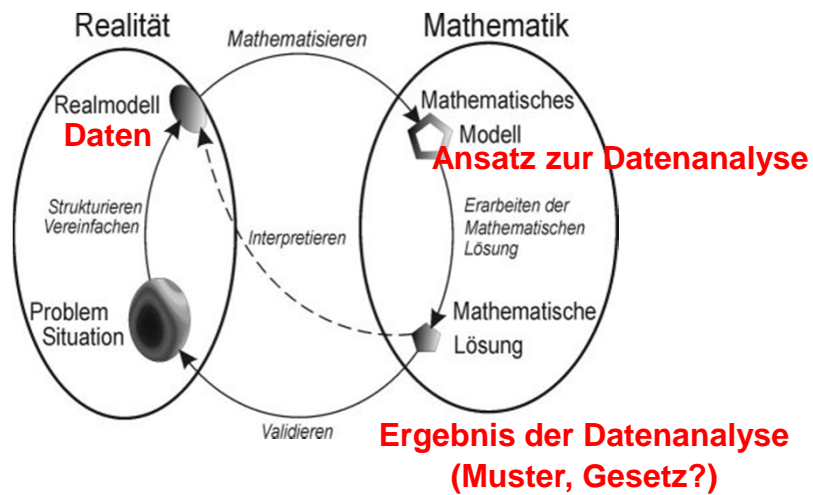 Realität
Mathematik
Mathematisieren
Realmodell
Daten
Mathematisches
Modell
Ansatz zur Datenanalyse
Strukturieren
Vereinfachen
Interpretieren
Erarbeiten der
Mathematischen
Lösung
Problem
Situation
Mathematische
Lösung
Validieren
Ergebnis der Datenanalyse
(Muster, Gesetz?)